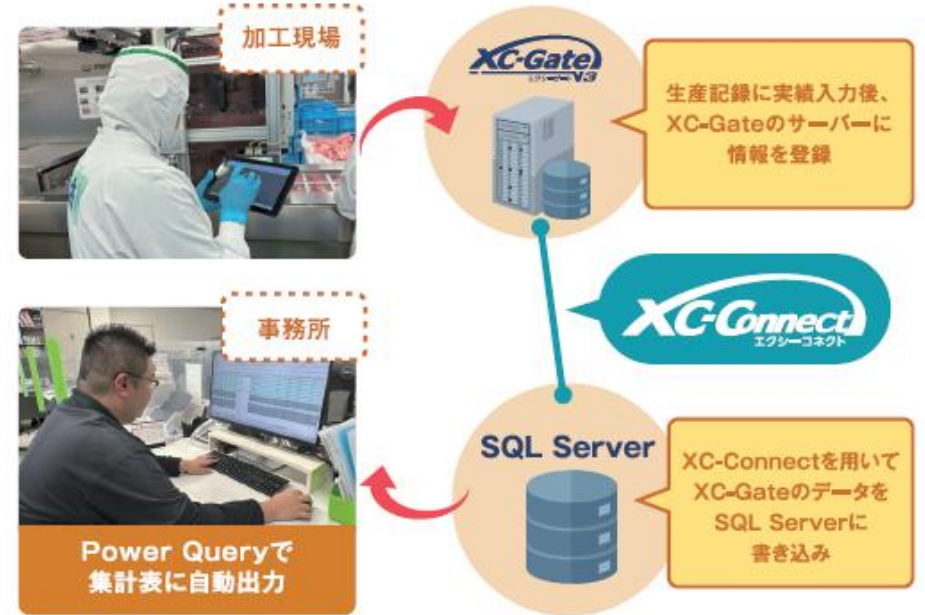 加工現場
XC-Gate
エクシーゲート
V3
生産記録に実績入力後、
XC-Gateのサーバーに
情報を登録
XC-Connect
エクシーコネクト
SQL Server
XC-Connectを用いて
XC-Gateのデータを
SQL Serverに
書き込み
事務所
Power Queryで
集計表に自動出力